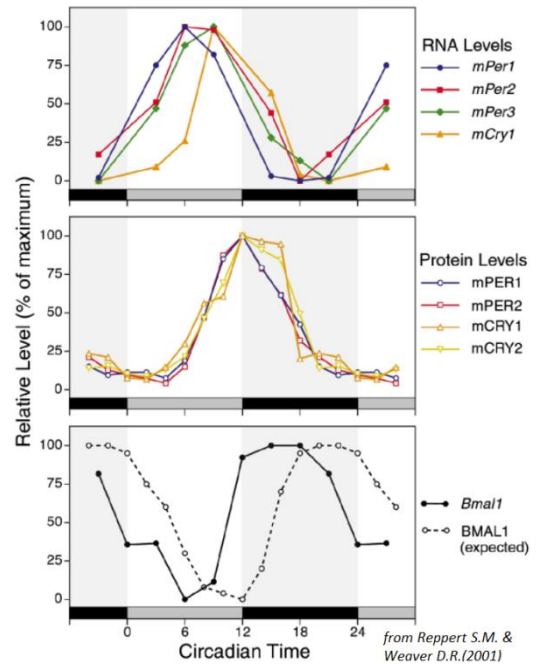 RNA Levels
mPer1
mPer2
mPer3
mCry1
100
75
50
25
0
Relative Level (% of maximum)
Protein Levels
mPER1
mPER2
mCRY1
mCRY2
100
75
50
25
0
Bmal1
BMAL1
(expected)
100
75
50
25
0
0 6 12 18 24
Circadian Time
from Reppert S.M. &
Weaver D.R.(2001)